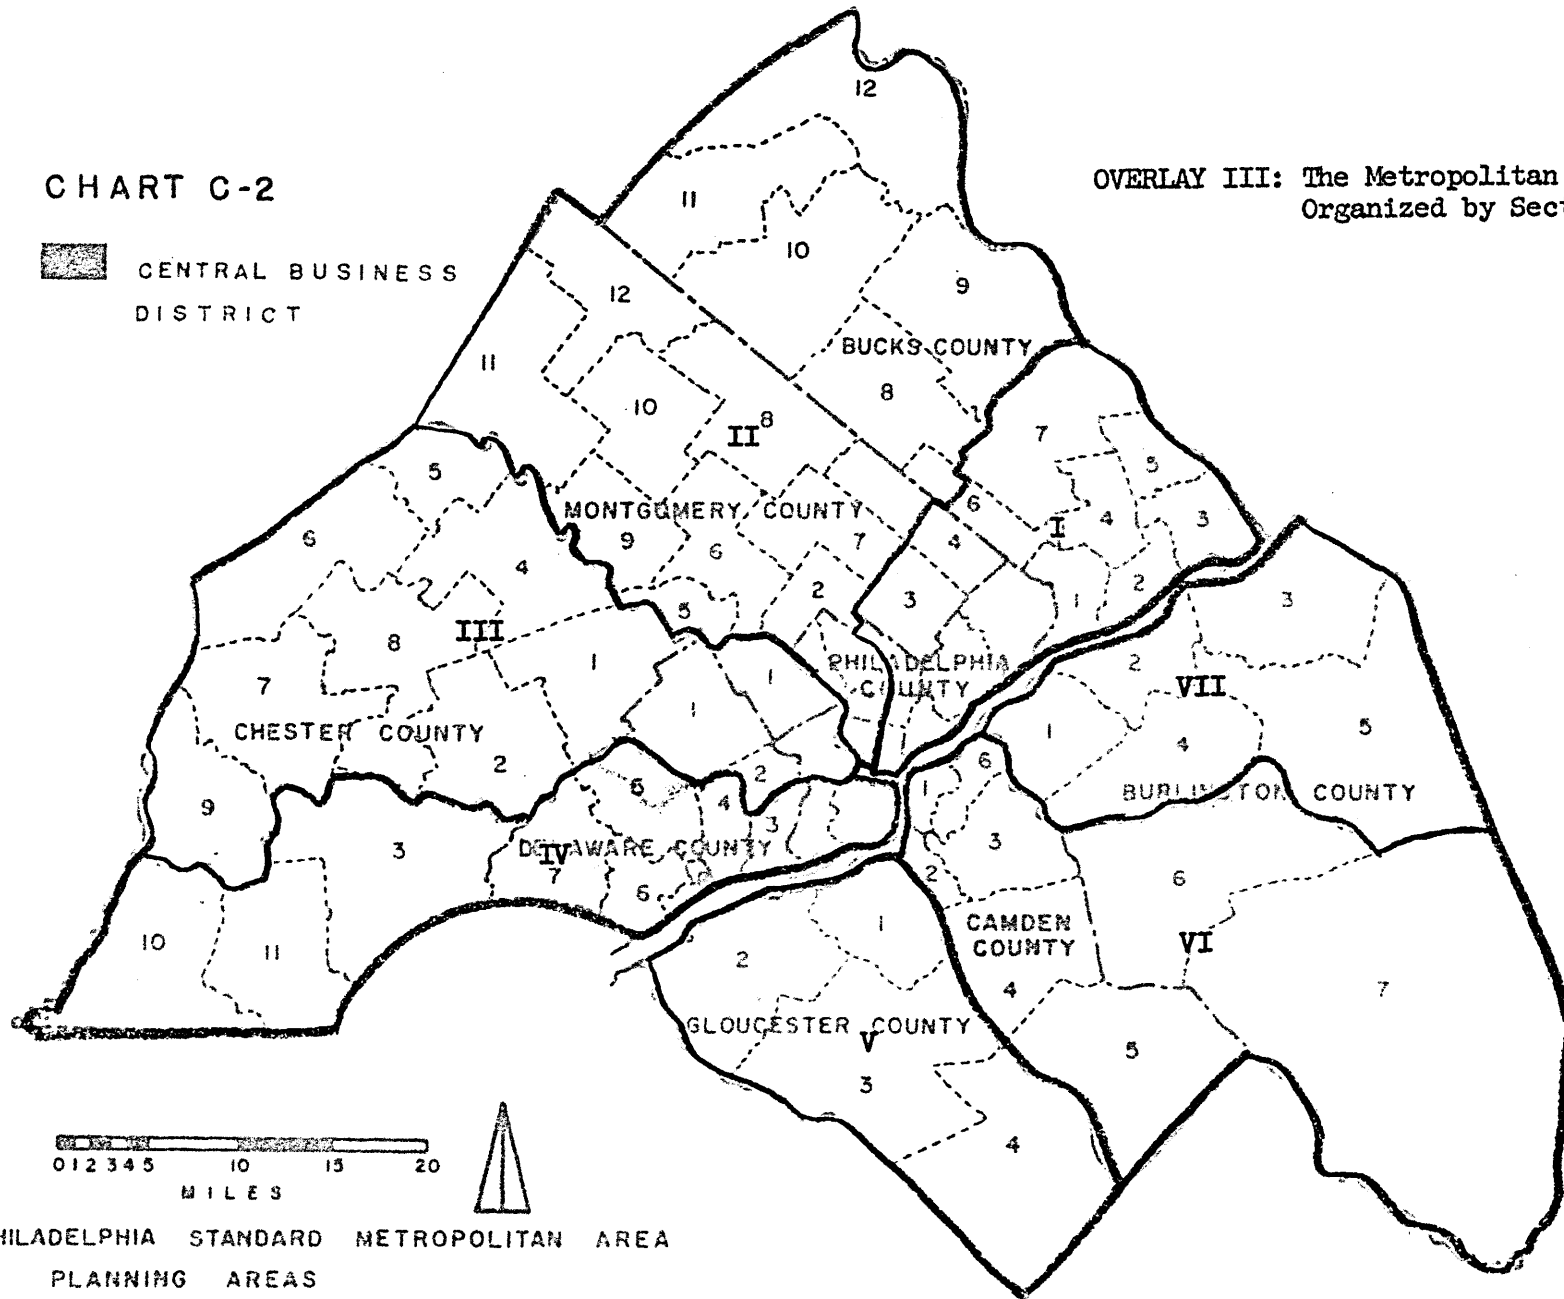 CHART C-2
CENTRAL BUSINESS
DISTRICT
OVERLAY III: The Metropolitan
Organized by
12
11
10
9
BUCKS COUNTY
8
12
11
10
II 8
MONTGOMERY COUNTY
9
6
7
2
5
7
5
6
I
4
3
4
3
1
2
PHILADELPHIA
COUNTY
1
5
6
4
III
8
1
7
CHESTER COUNTY
2
9
1
1
2
3
10
11
5
4
3
DELAWARE COUNTY
IV
7
6
3
2
VII
1
4
5
BURLINGTON COUNTY
6
1
3
2
6
CAMDEN
COUNTY
VI
4
7
5
1
2
GLOUCESTER COUNTY
V
3
4
0 1 2 3 4 5 10 15 20
MILES
HILADELPHIA STANDARD METROPOLITAN AREA
PLANNING AREAS